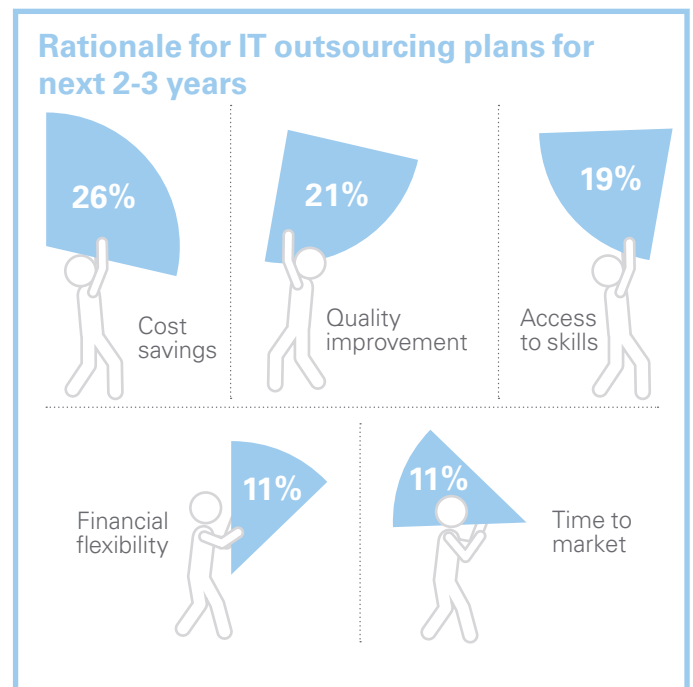 Rationale for IT outsourcing plans for
next 2-3 years
26%
Cost
savings
21%
Quality
improvement
19%
Access
to skills
11%
Financial
flexibility
11%
Time to
market